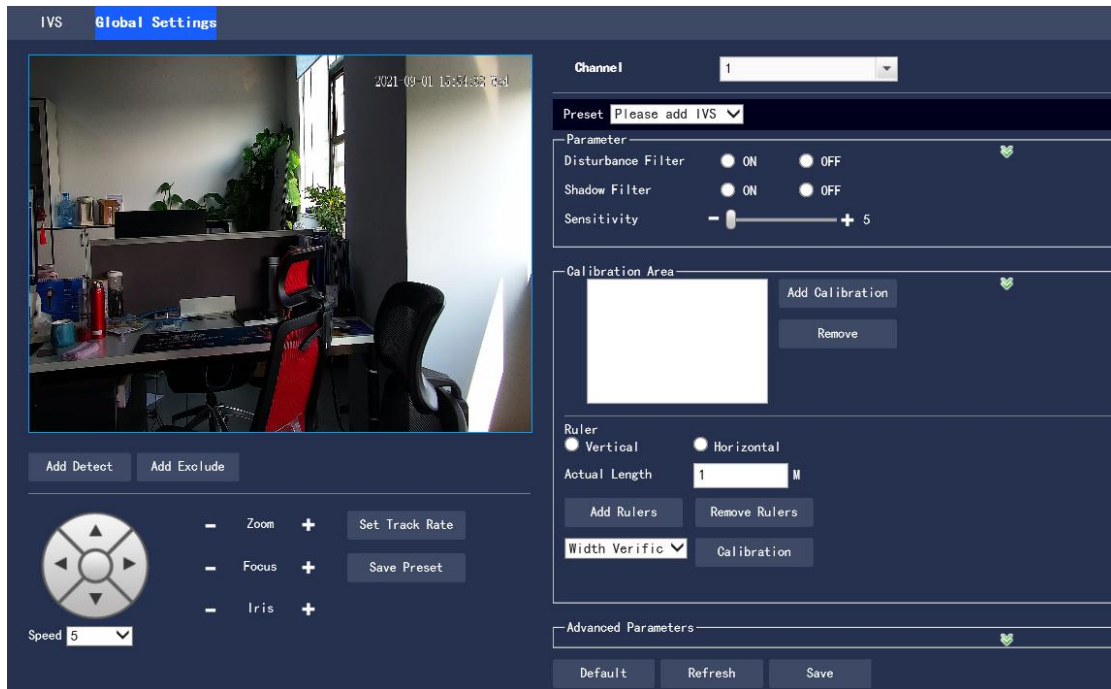 IVS Global Settings
2021-09-01
Channel 1
Preset Please add IVS
Parameter
Disturbance Filter ON OFF
Shadow Filter ON OFF
Sensitivity - + 5
Calibration Area
Add Calibration
Remove
Ruler
Vertical Horizontal
Actual Length 1 M
Add Rulers Remove Rulers
Width Verific Calibration
Advanced Parameters
Default Refresh Save
Add Detect Add Exclude
- Zoom + Set Track Rate
- Focus + Save Preset
- Iris +
Speed 5